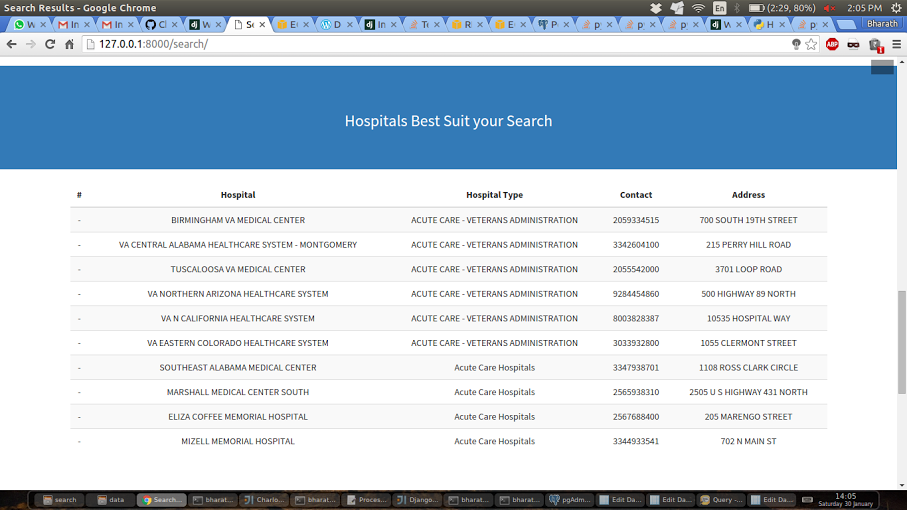 Search Results - Google Chrome
En (2:29, 80%) 2:05 PM
W In In Cl W Se E W D In Te R E P p p p W H p Bharath
127.0.0.1:8000/search/
ABP 1
Hospitals Best Suit your Search
# Hospital Hospital Type Contact Address
- BIRMINGHAM VA MEDICAL CENTER ACUTE CARE - VETERANS ADMINISTRATION 2059334515 700 SOUTH 19TH STREET
- VA CENTRAL ALABAMA HEALTHCARE SYSTEM - MONTGOMERY ACUTE CARE - VETERANS ADMINISTRATION 3342604100 215 PERRY HILL ROAD
- TUSCALOOSA VA MEDICAL CENTER ACUTE CARE - VETERANS ADMINISTRATION 2055542000 3701 LOOP ROAD
- VA NORTHERN ARIZONA HEALTHCARE SYSTEM ACUTE CARE - VETERANS ADMINISTRATION 9284454860 500 HIGHWAY 89 NORTH
- VA N CALIFORNIA HEALTHCARE SYSTEM ACUTE CARE - VETERANS ADMINISTRATION 8003828387 10535 HOSPITAL WAY
- VA EASTERN COLORADO HEALTHCARE SYSTEM ACUTE CARE - VETERANS ADMINISTRATION 3033932800 1055 CLERMONT STREET
- SOUTHEAST ALABAMA MEDICAL CENTER Acute Care Hospitals 3347938701 1108 ROSS CLARK CIRCLE
- MARSHALL MEDICAL CENTER SOUTH Acute Care Hospitals 2565938310 2505 U S HIGHWAY 431 NORTH
- ELIZA COFFEE MEMORIAL HOSPITAL Acute Care Hospitals 2567688400 205 MARENGO STREET
- MIZELL MEMORIAL HOSPITAL Acute Care Hospitals 3344933541 702 N MAIN ST
search data Search... bharat... Charlo... bharat... Proces... Django... bharat... bharat... pgAdm... Edit Da... Edit Da... Query -... Edit Da... 14:05
Saturday 30 January